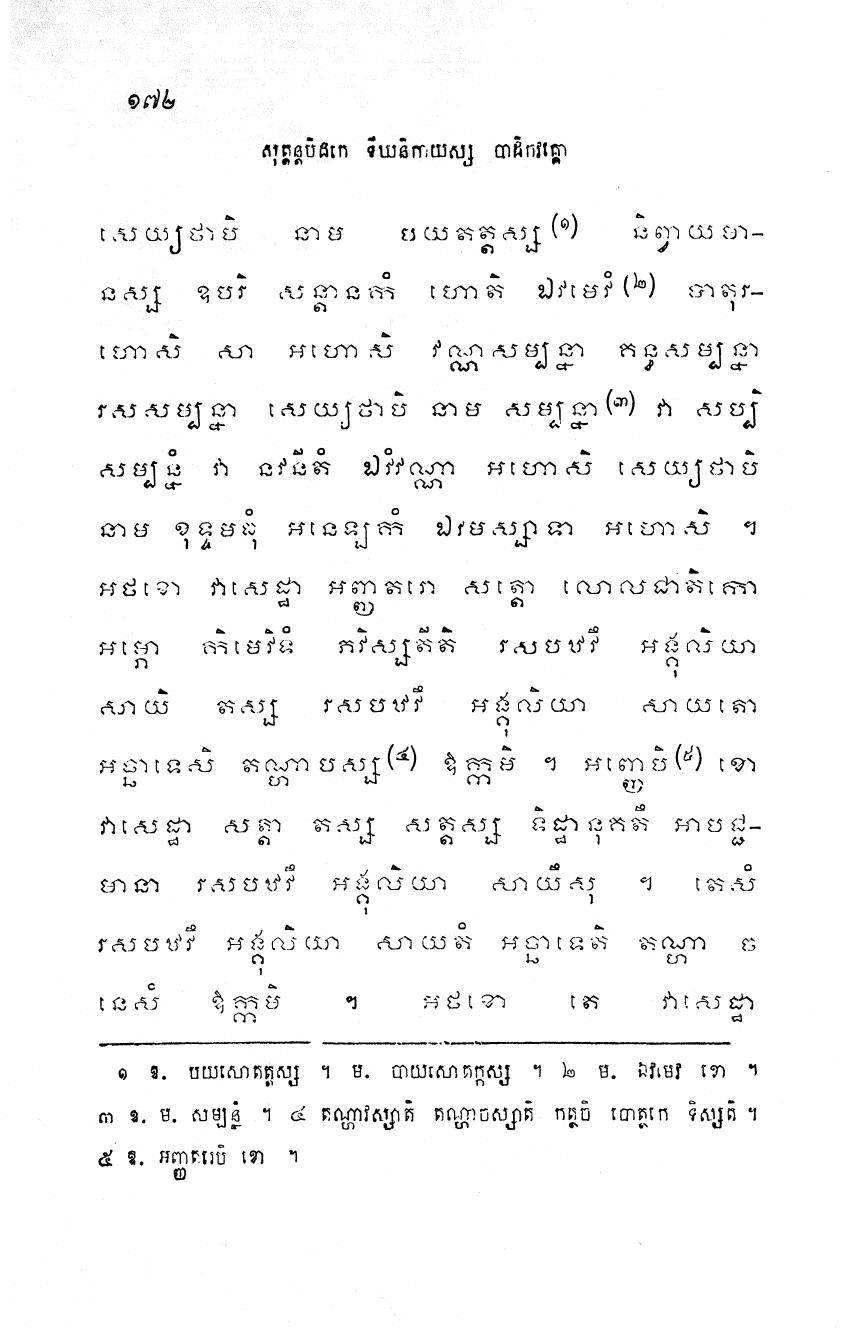 ១៧២
សុត្តន្តបិដកេ ទីឃនិកាយស្ស បាដិកវគ្គោ
សេយ្យថាបិ នាម បយតត្តស្ស(១) និព្វាយមា-
នស្ស ឧបរិ សន្តានកំ ហោតិ ឯវមេវំ(២) បាតុរ-
ហោសិ សា អហោសិ វណ្ណសម្បន្នា គន្ធសម្បន្នា
រសសម្បន្នា សេយ្យថាបិ នាម សម្បន្នា(៣) វា សប្បិ
សម្បន្នំ វា នវនីតំ ឯវំវណ្ណា អហោសិ សេយ្យថាបិ
នាម ខុទ្ទមធុំ អនេឡកំ ឯវមស្សាទា អហោសិ ។
អថខោ វាសេដ្ឋា អញ្ញតរោ សត្តោ លោលជាតិកោ
អម្ភោ កិមេវិទំ ភវិស្សតីតិ រសបឋវឹ អង្គុលិយា
សាយិ តស្ស រសបឋវឹ អង្គុលិយា សាយតោ
អច្ឆាទេសិ តណ្ហាបស្ស(៤) ឱក្កមិ ។ អញ្ញេបិ(៥) ខោ
វាសេដ្ឋា សត្តា តស្ស សត្តស្ស ទិដ្ឋានុគតឹ អាបជ្ជ-
មានា រសបឋវឹ អង្គុលិយា សាយឹសុ ។ តេសំ
រសបឋវឹ អង្គុលិយា សាយតំ អច្ឆាទេតិ តណ្ហា ច
នេសំ ឱក្កមិ ។ អថខោ តេ វាសេដ្ឋា
១ ឱ. បយសោតត្តស្ស ។ ម. បាយសោតក្កស្ស ។ ២ ម. ឯវមេវ ខោ ។
៣ ឱ. ម. សម្បន្នំ ។ ៤ តណ្ហាវស្សាតិ តណ្ហាចស្សាតិ កត្ថចិ បោត្ថកេ ទិស្សតិ ។
៥ ឱ. អញ្ញតរេបិ ខោ ។